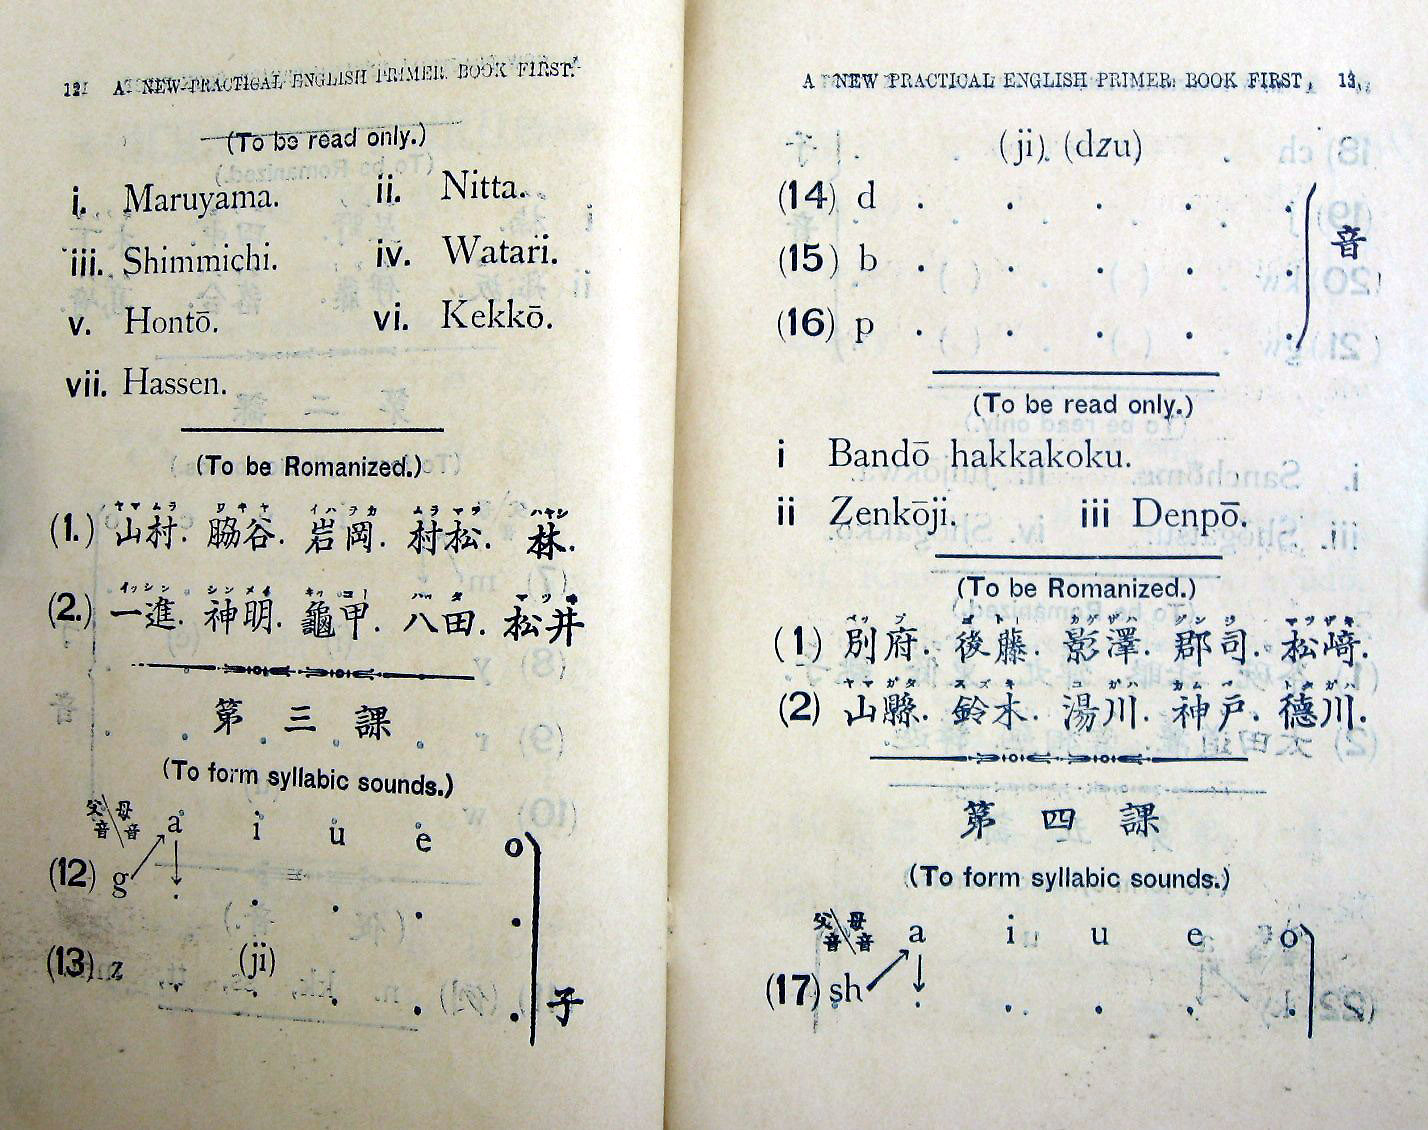 12 A NEW PRACTICAL ENGLISH PRIMER. BOOK FIRST.
(To be read only.)
i. Maruyama. ii. Nitta.
iii. Shimmichi. iv. Watari.
v. Hontō. vi. Kekkō.
vii. Hassen.
(To be Romanized.)
ヤマムラ ワキヤ イハヲカ ムラマツ ハヤシ
(1.) 山村. 脇谷. 岩岡. 村松. 林.
イッシン シンメイ キッコー ハッタ マツヰ
(2.) 一進. 神明. 龜甲. 八田. 松井
第三課
(To form syllabic sounds.)
父音 母音 a i u e o
(12) g
(13) z (ji)
子
A NEW PRACTICAL ENGLISH PRIMER. BOOK FIRST, 13
(ji) (dzu)
(14) d
音
(15) b
(16) p
(To be read only.)
i Bandō hakkakoku.
ii Zenkōji. iii Denpō.
(To be Romanized.)
ベップ ゴトー カゲザハ グンジ マツザキ
(1) 別府. 後藤. 影澤. 郡司. 松﨑.
ヤマガタ スズキ ユガハ カムベ トクガハ
(2) 山縣. 鈴木. 湯川. 神戸. 德川.
第四課
(To form syllabic sounds.)
父音 母音 a i u e o
(17) sh